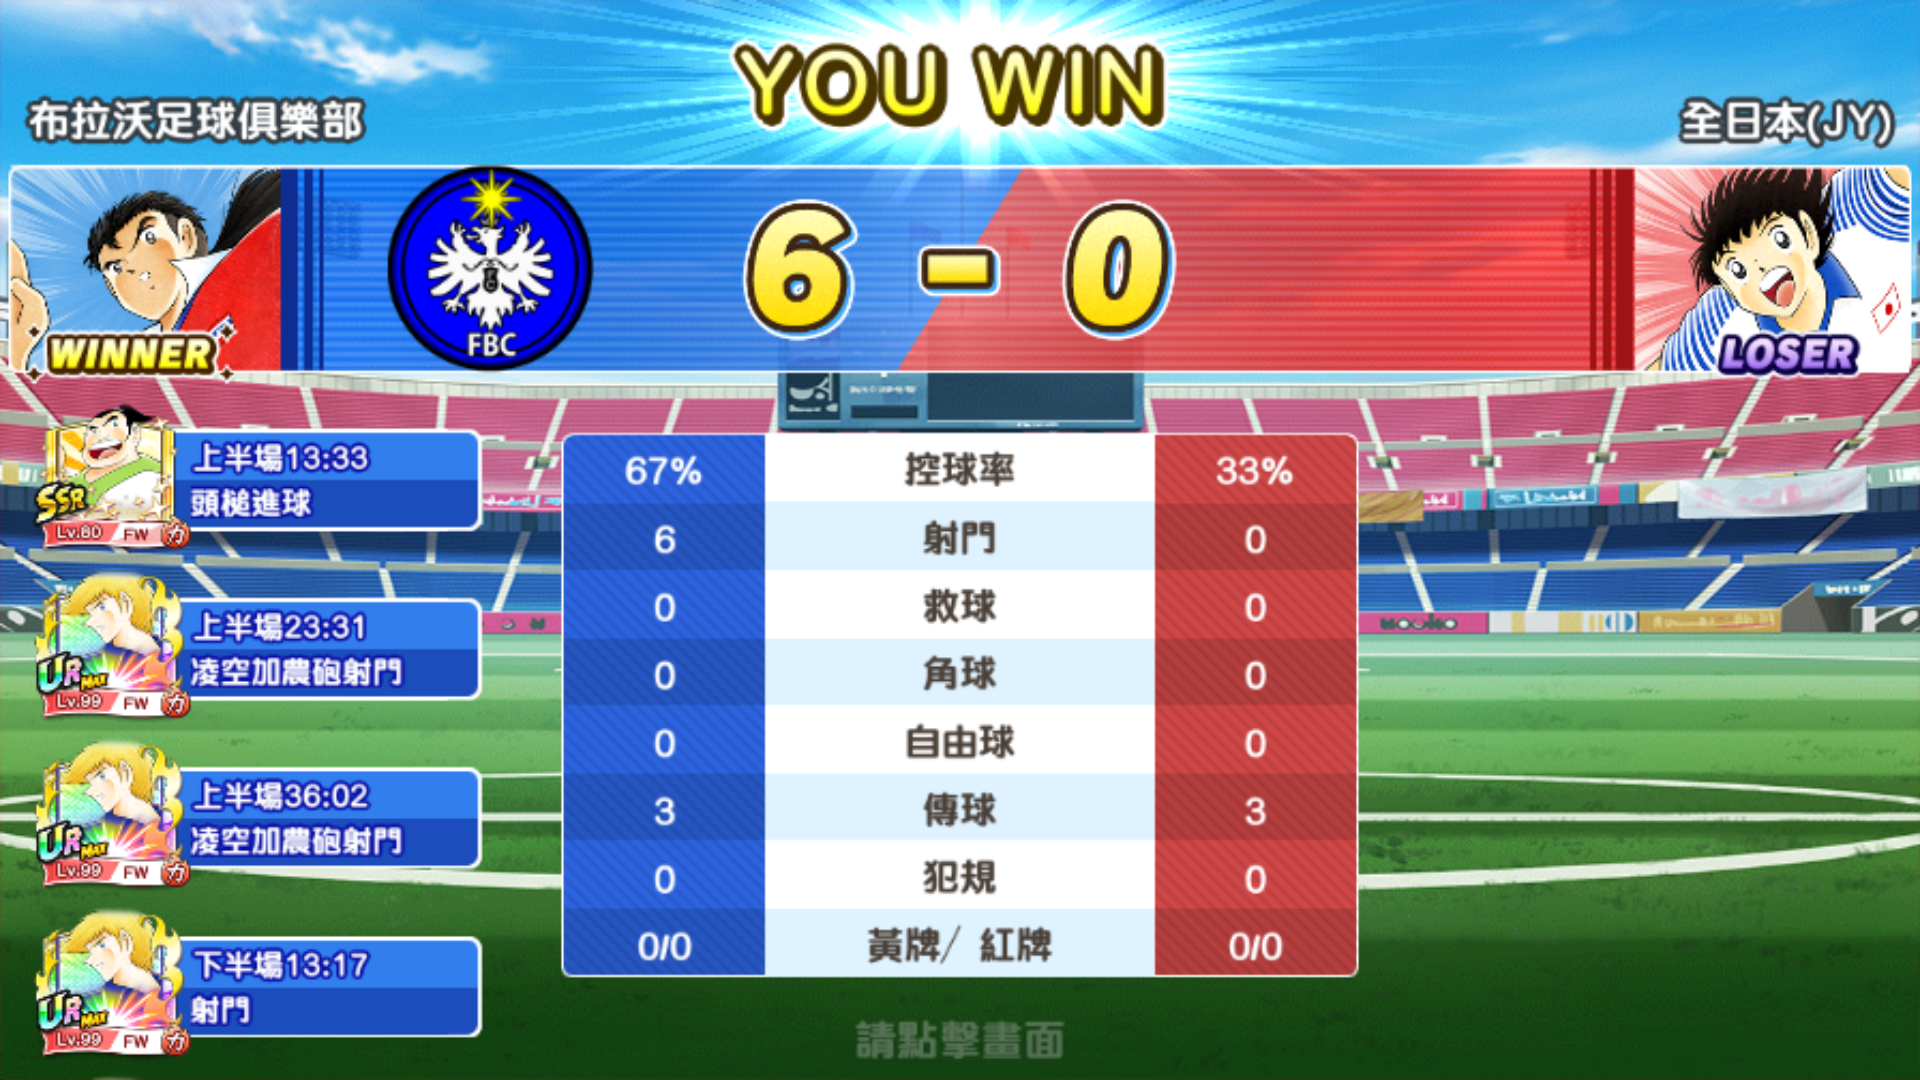 YOU WIN
布拉沃足球俱樂部
全日本(JY)
6 - 0
FBC
WINNER
LOSER
上半場13:33
頭槌進球
SSR
Lv.80 FW 力
上半場23:31
凌空加農砲射門
UR MAX
Lv.99 FW 力
上半場36:02
凌空加農砲射門
UR MAX
Lv.99 FW 力
下半場13:17
射門
UR MAX
Lv.99 FW 力
67% 控球率 33%
6 射門 0
0 救球 0
0 角球 0
0 自由球 0
3 傳球 3
0 犯規 0
0/0 黃牌/ 紅牌 0/0
請點擊畫面